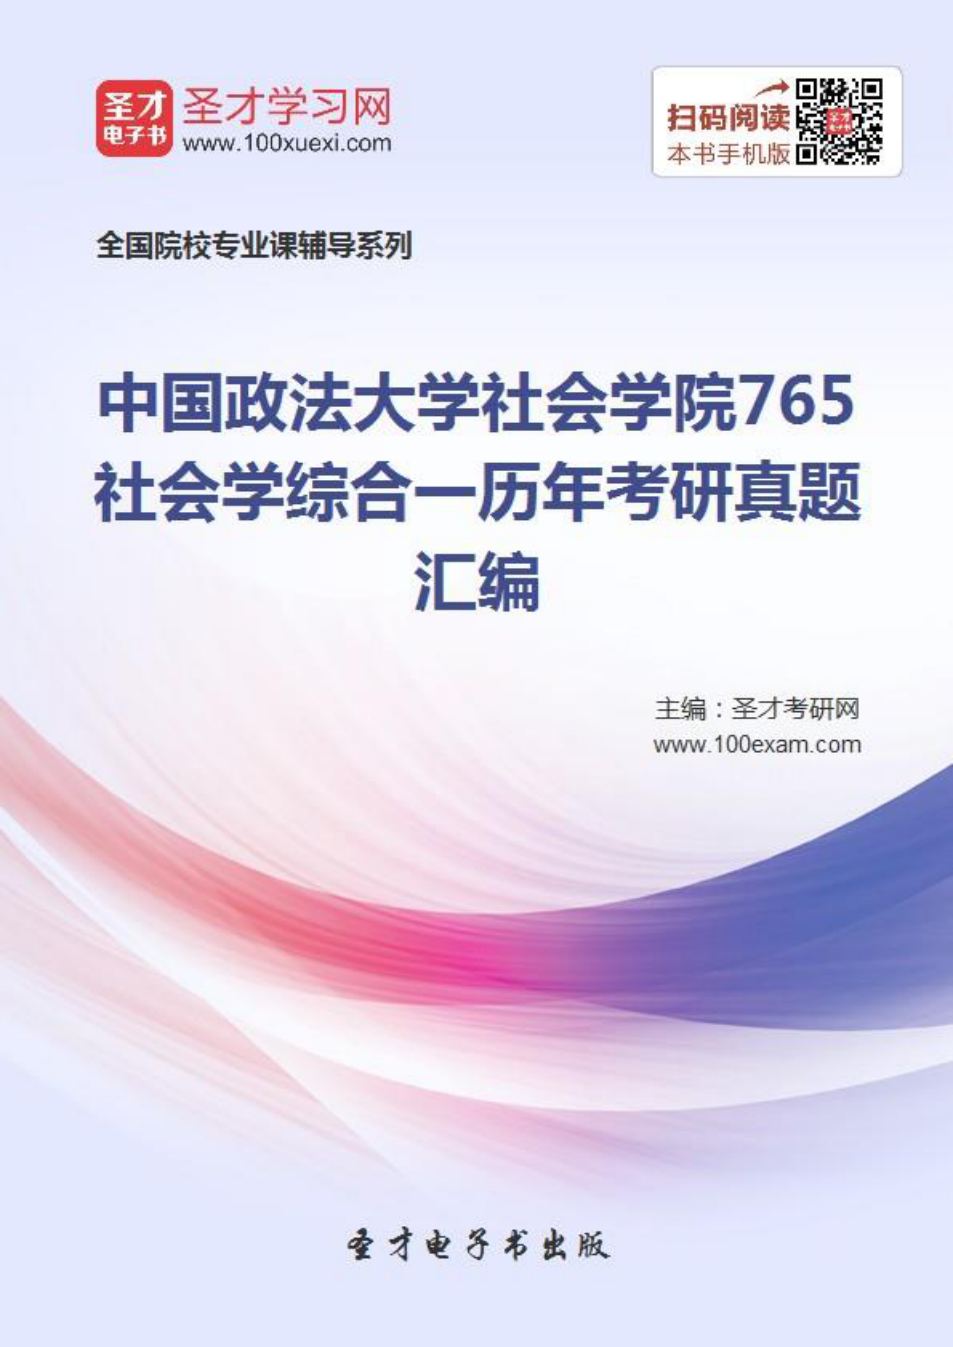 圣才
电子书
圣才学习网
www.100xuexi.com
扫码阅读
本书手机版
全国院校专业课辅导系列
中国政法大学社会学院765
社会学综合一历年考研真题
汇编
主编：圣才考研网
www.100exam.com
圣才电子书出版